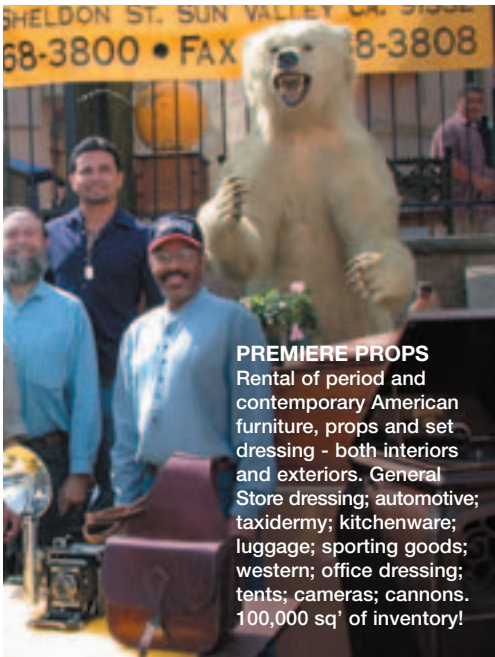 SHELDON ST. SUN VALLEY CA. 91352
68-3800 • FAX 8-3808
PREMIERE PROPS
Rental of period and
contemporary American
furniture, props and set
dressing - both interiors
and exteriors. General
Store dressing; automotive;
taxidermy; kitchenware;
luggage; sporting goods;
western; office dressing;
tents; cameras; cannons.
100,000 sq’ of inventory!